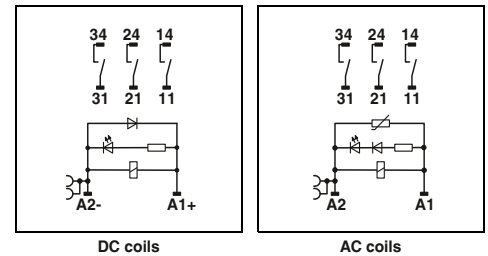 34 24 14
31 21 11
A2- A1+
DC coils
34 24 14
31 21 11
A2 A1
AC coils